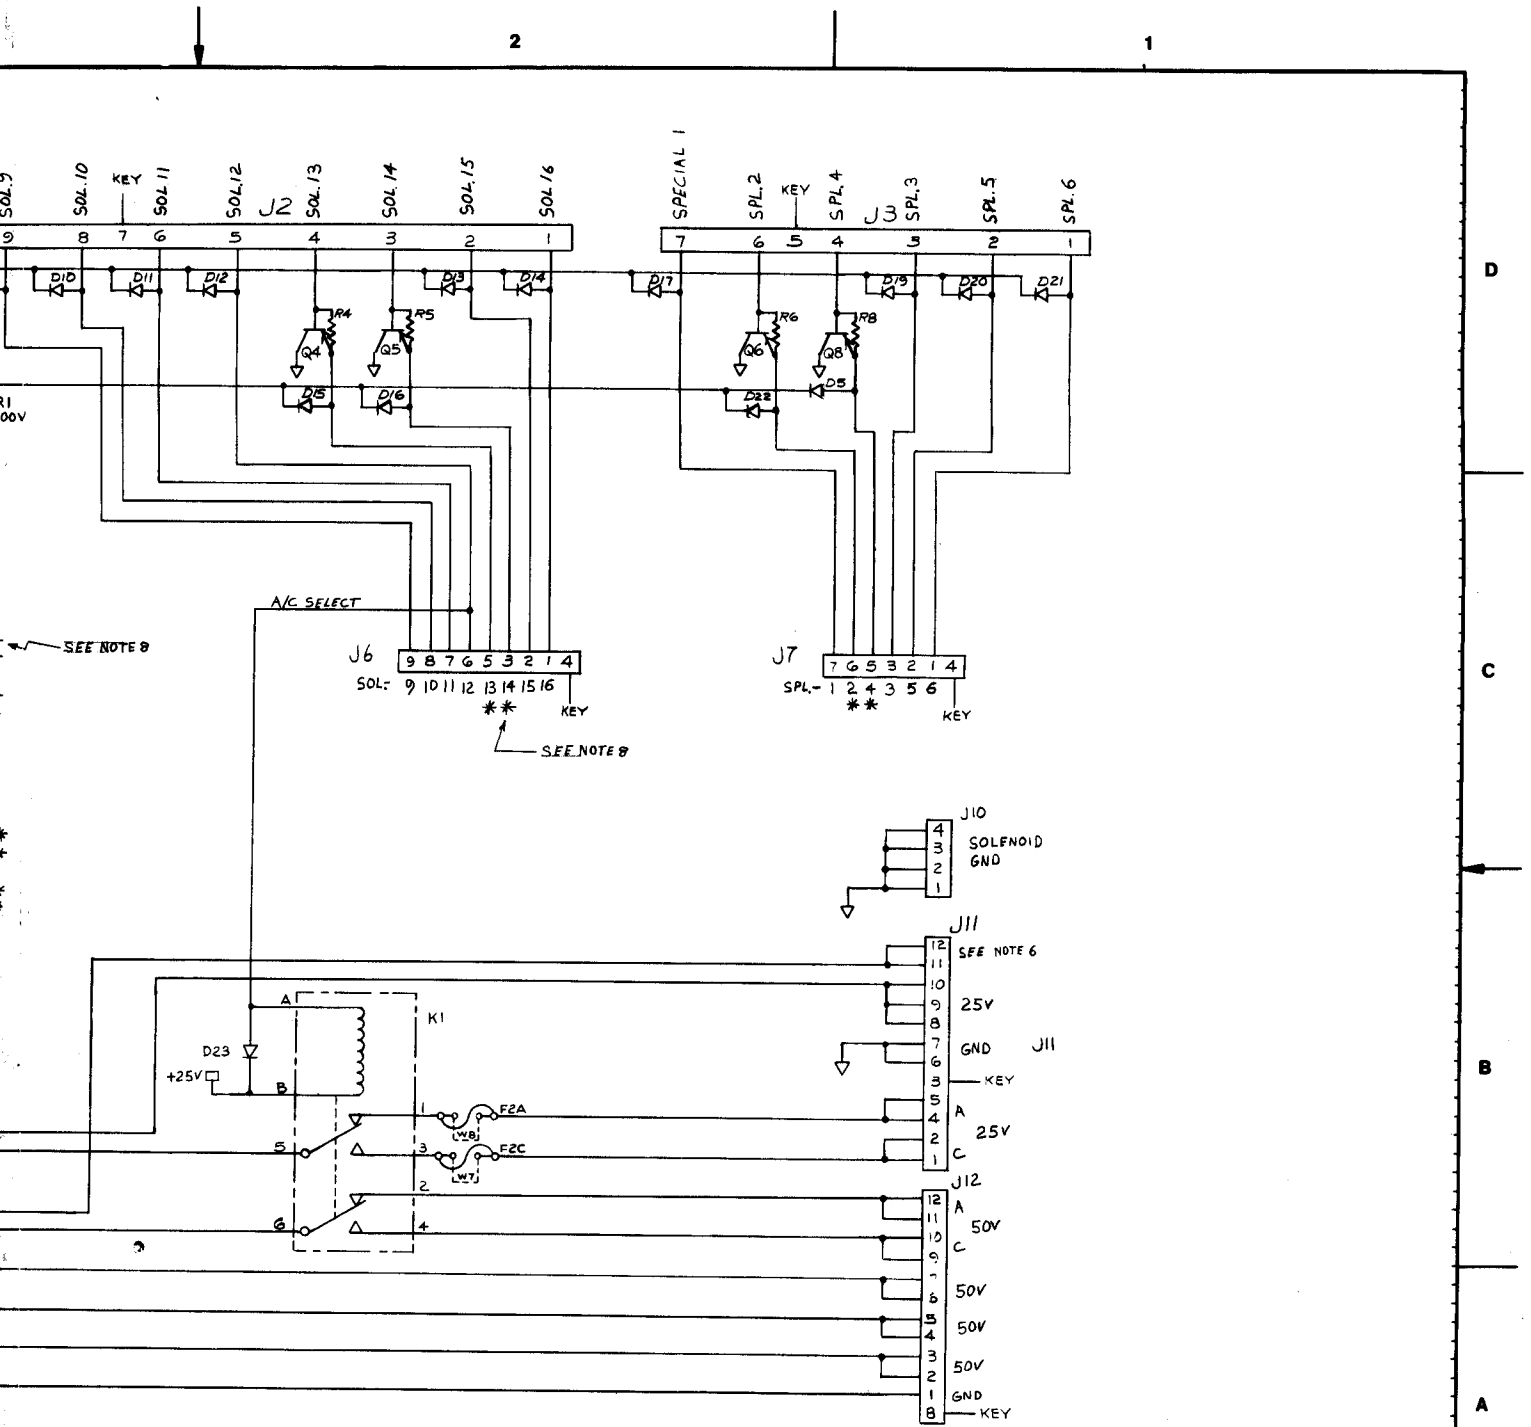 2
1
SOL.9
SOL.10
KEY
SOL 11
SOL.12
J2
SOL.13
SOL.14
SOL.15
SOL 16
SPECIAL 1
SPL.2
KEY
SPL.4
J3
SPL.3
SPL.5
SPL.6
9 8 7 6 5 4 3 2 1
7 6 5 4 3 2 1
D10 D11 D12 D13 D14 D17 D19 D20 D21
D
R4 R5 R6 R8
Q4 Q5 Q6 Q8
D15 D16 D22 D5
R1
00V
A/C SELECT
SEE NOTE 8
J6 9 8 7 6 5 3 2 1 4
SOL- 9 10 11 12 13 14 15 16
* *
KEY
SEE NOTE 8
J7 7 6 5 3 2 1 4
SPL.- 1 2 4 3 5 6
* *
KEY
C
J10
4
3 SOLENOID
2 GND
1
J11
12 SEE NOTE 6
11
10
9 25V
8
7 GND J11
6
3 KEY
5 A
4
2 25V
1 C
A K1
D23
+25V
B
B
1 F2A
W8
5
3 F2C
W7
2
6
4
J12
12 A
11 50V
10 C
9
6 50V
5
4 50V
3
2 50V
1 GND
8 KEY
A